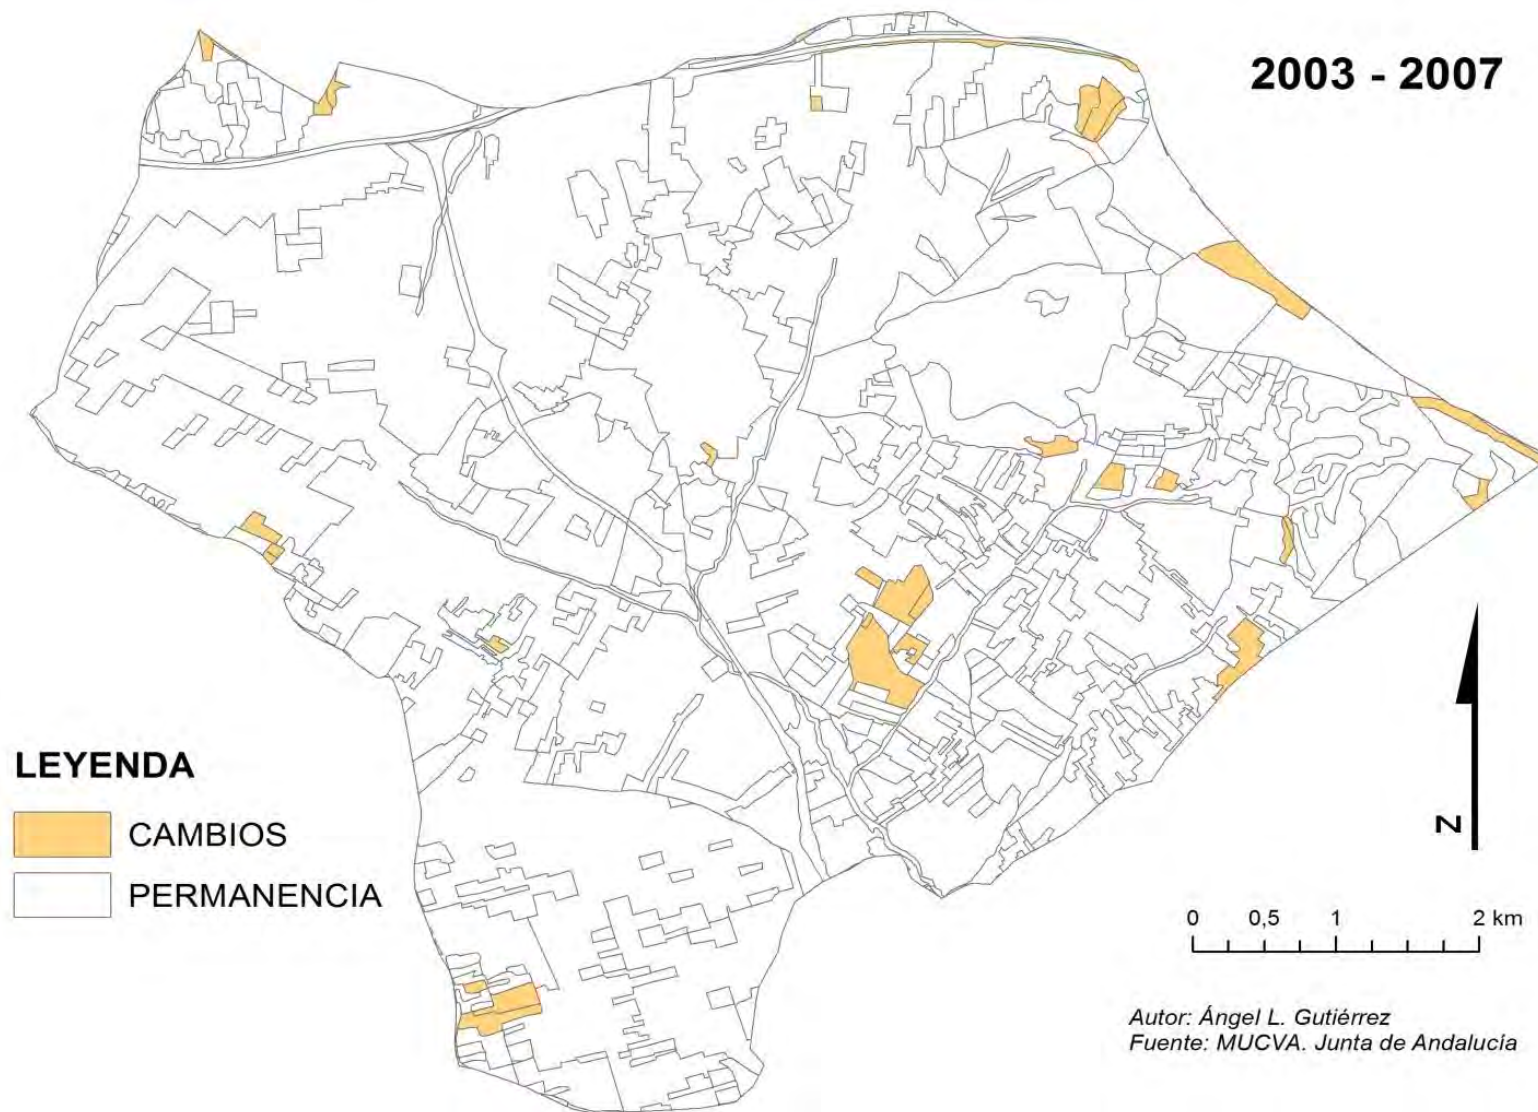 2003 - 2007
LEYENDA
CAMBIOS
PERMANENCIA
N
0 0,5 1 2 km
Autor: Ángel L. Gutiérrez
Fuente: MUCVA. Junta de Andalucía